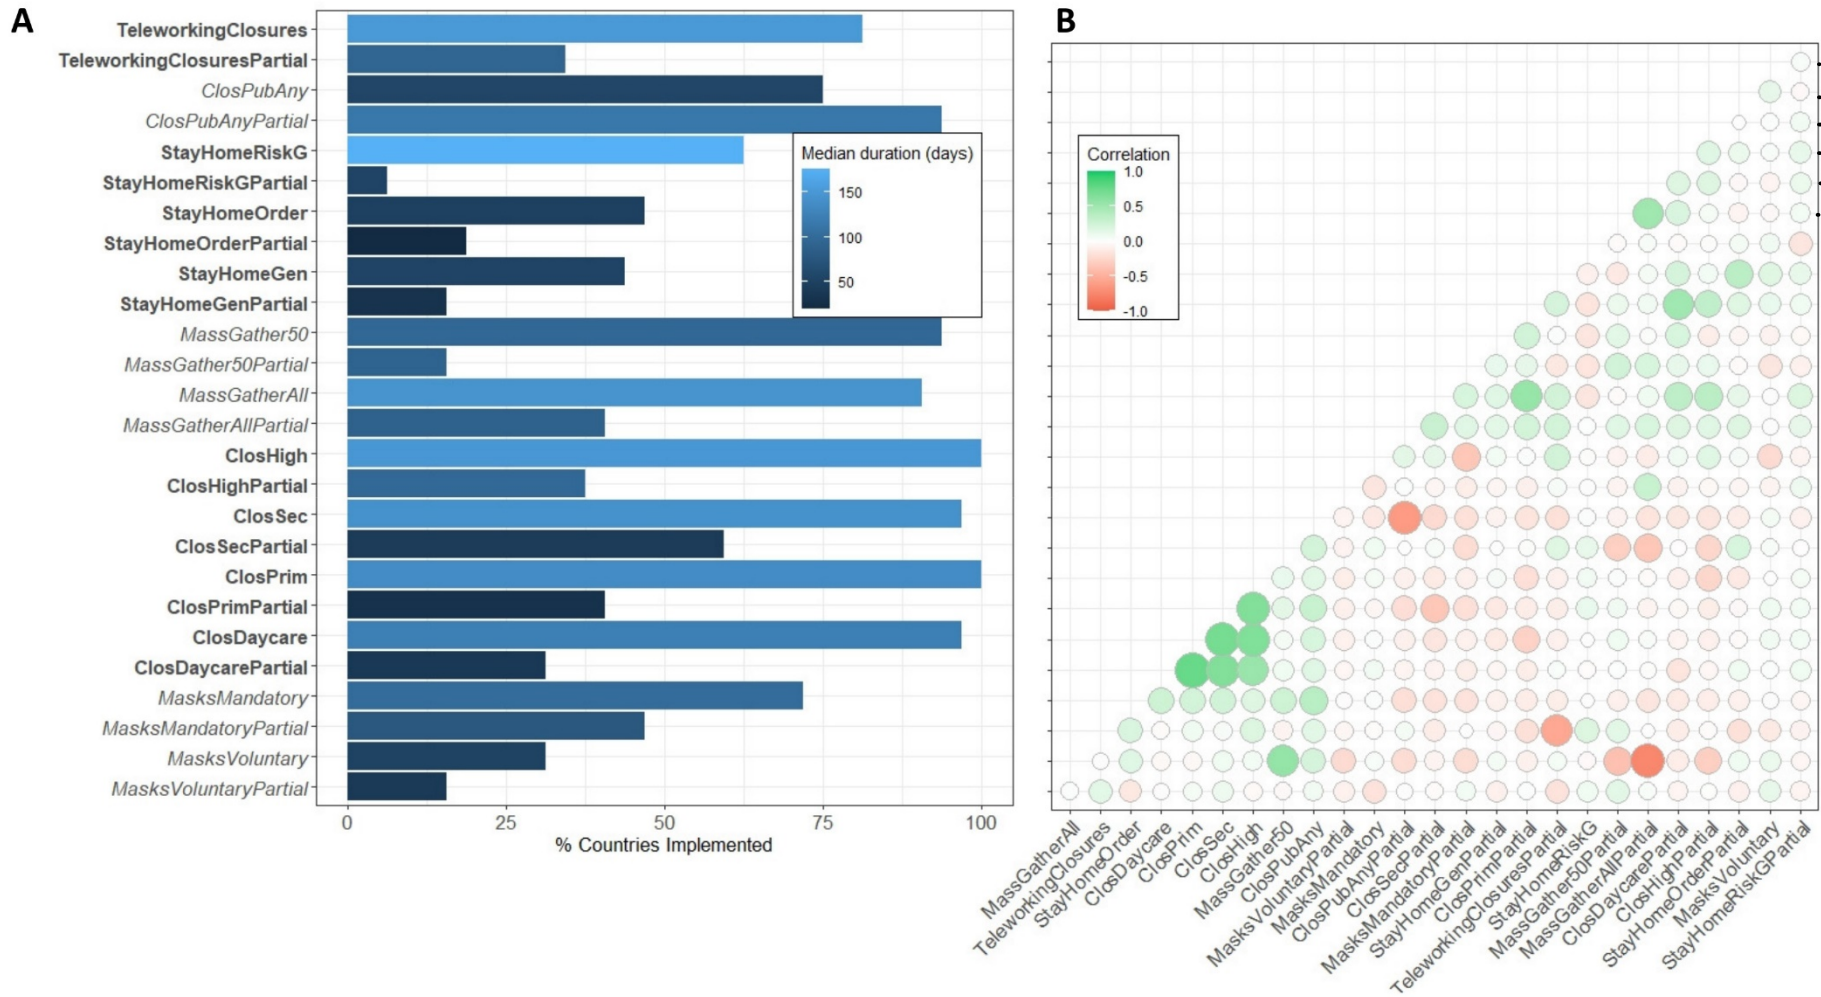 A
TeleworkingClosures
TeleworkingClosuresPartial
ClosPubAny
ClosPubAnyPartial
StayHomeRiskG
StayHomeRiskGPartial
StayHomeOrder
StayHomeOrderPartial
StayHomeGen
StayHomeGenPartial
MassGather50
MassGather50Partial
MassGatherAll
MassGatherAllPartial
ClosHigh
ClosHighPartial
ClosSec
ClosSecPartial
ClosPrim
ClosPrimPartial
ClosDaycare
ClosDaycarePartial
MasksMandatory
MasksMandatoryPartial
MasksVoluntary
MasksVoluntaryPartial
Median duration (days)
150
100
50
0
25
50
75
100
% Countries Implemented
B
Correlation
1.0
0.5
0.0
-0.5
-1.0
MassGatherAll
TeleworkingClosures
StayHomeOrder
ClosDaycare
ClosPrim
ClosSec
ClosHigh
MassGather50
ClosPubAny
MasksVoluntaryPartial
MasksMandatory
ClosPubAnyPartial
ClosSecPartial
MasksMandatoryPartial
StayHomeGenPartial
ClosPrimPartial
TeleworkingClosuresPartial
StayHomeRiskG
MassGather50Partial
MassGatherAllPartial
ClosDaycarePartial
ClosHighPartial
StayHomeOrderPartial
MasksVoluntary
StayHomeRiskGPartial